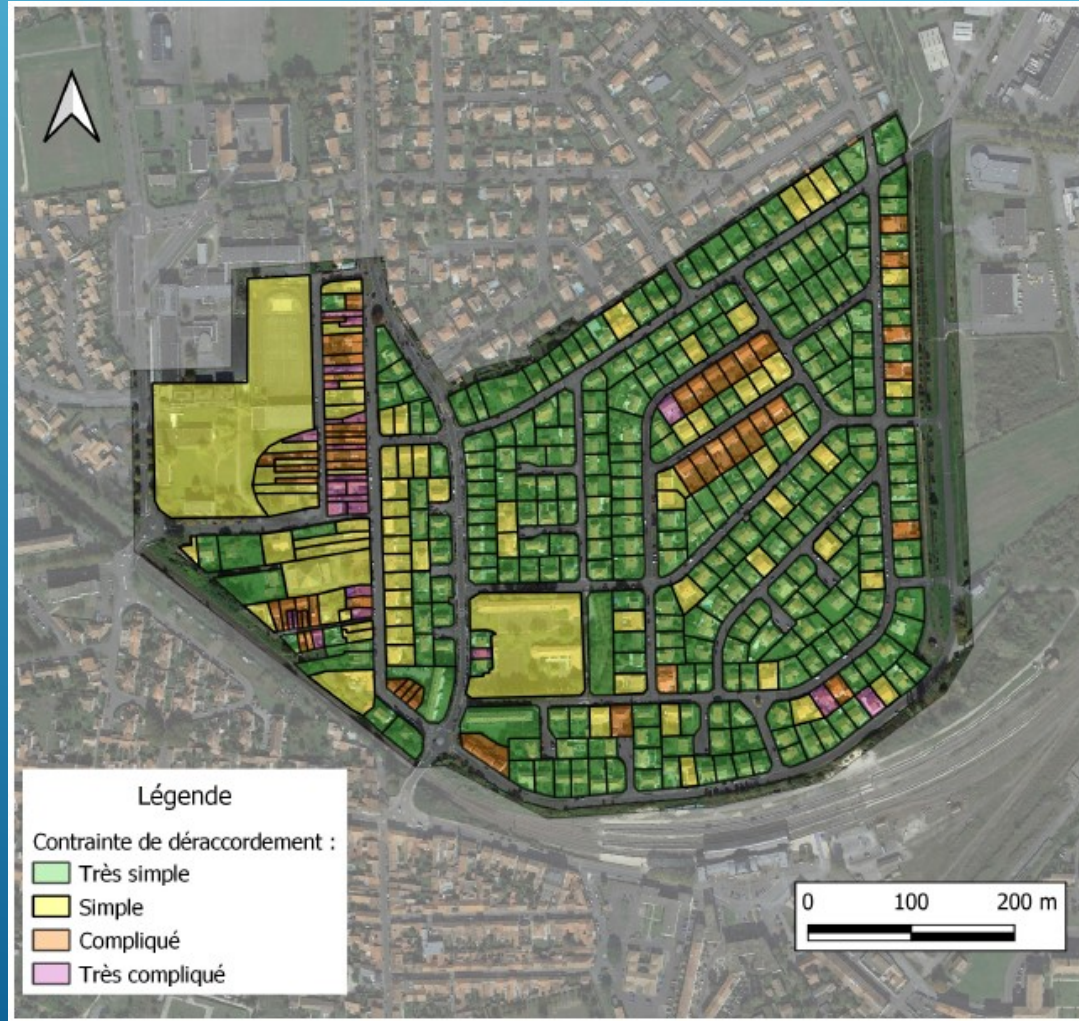 Légende
Contrainte de déraccordement :
Très simple
Simple
Compliqué
Très compliqué
0 100 200 m